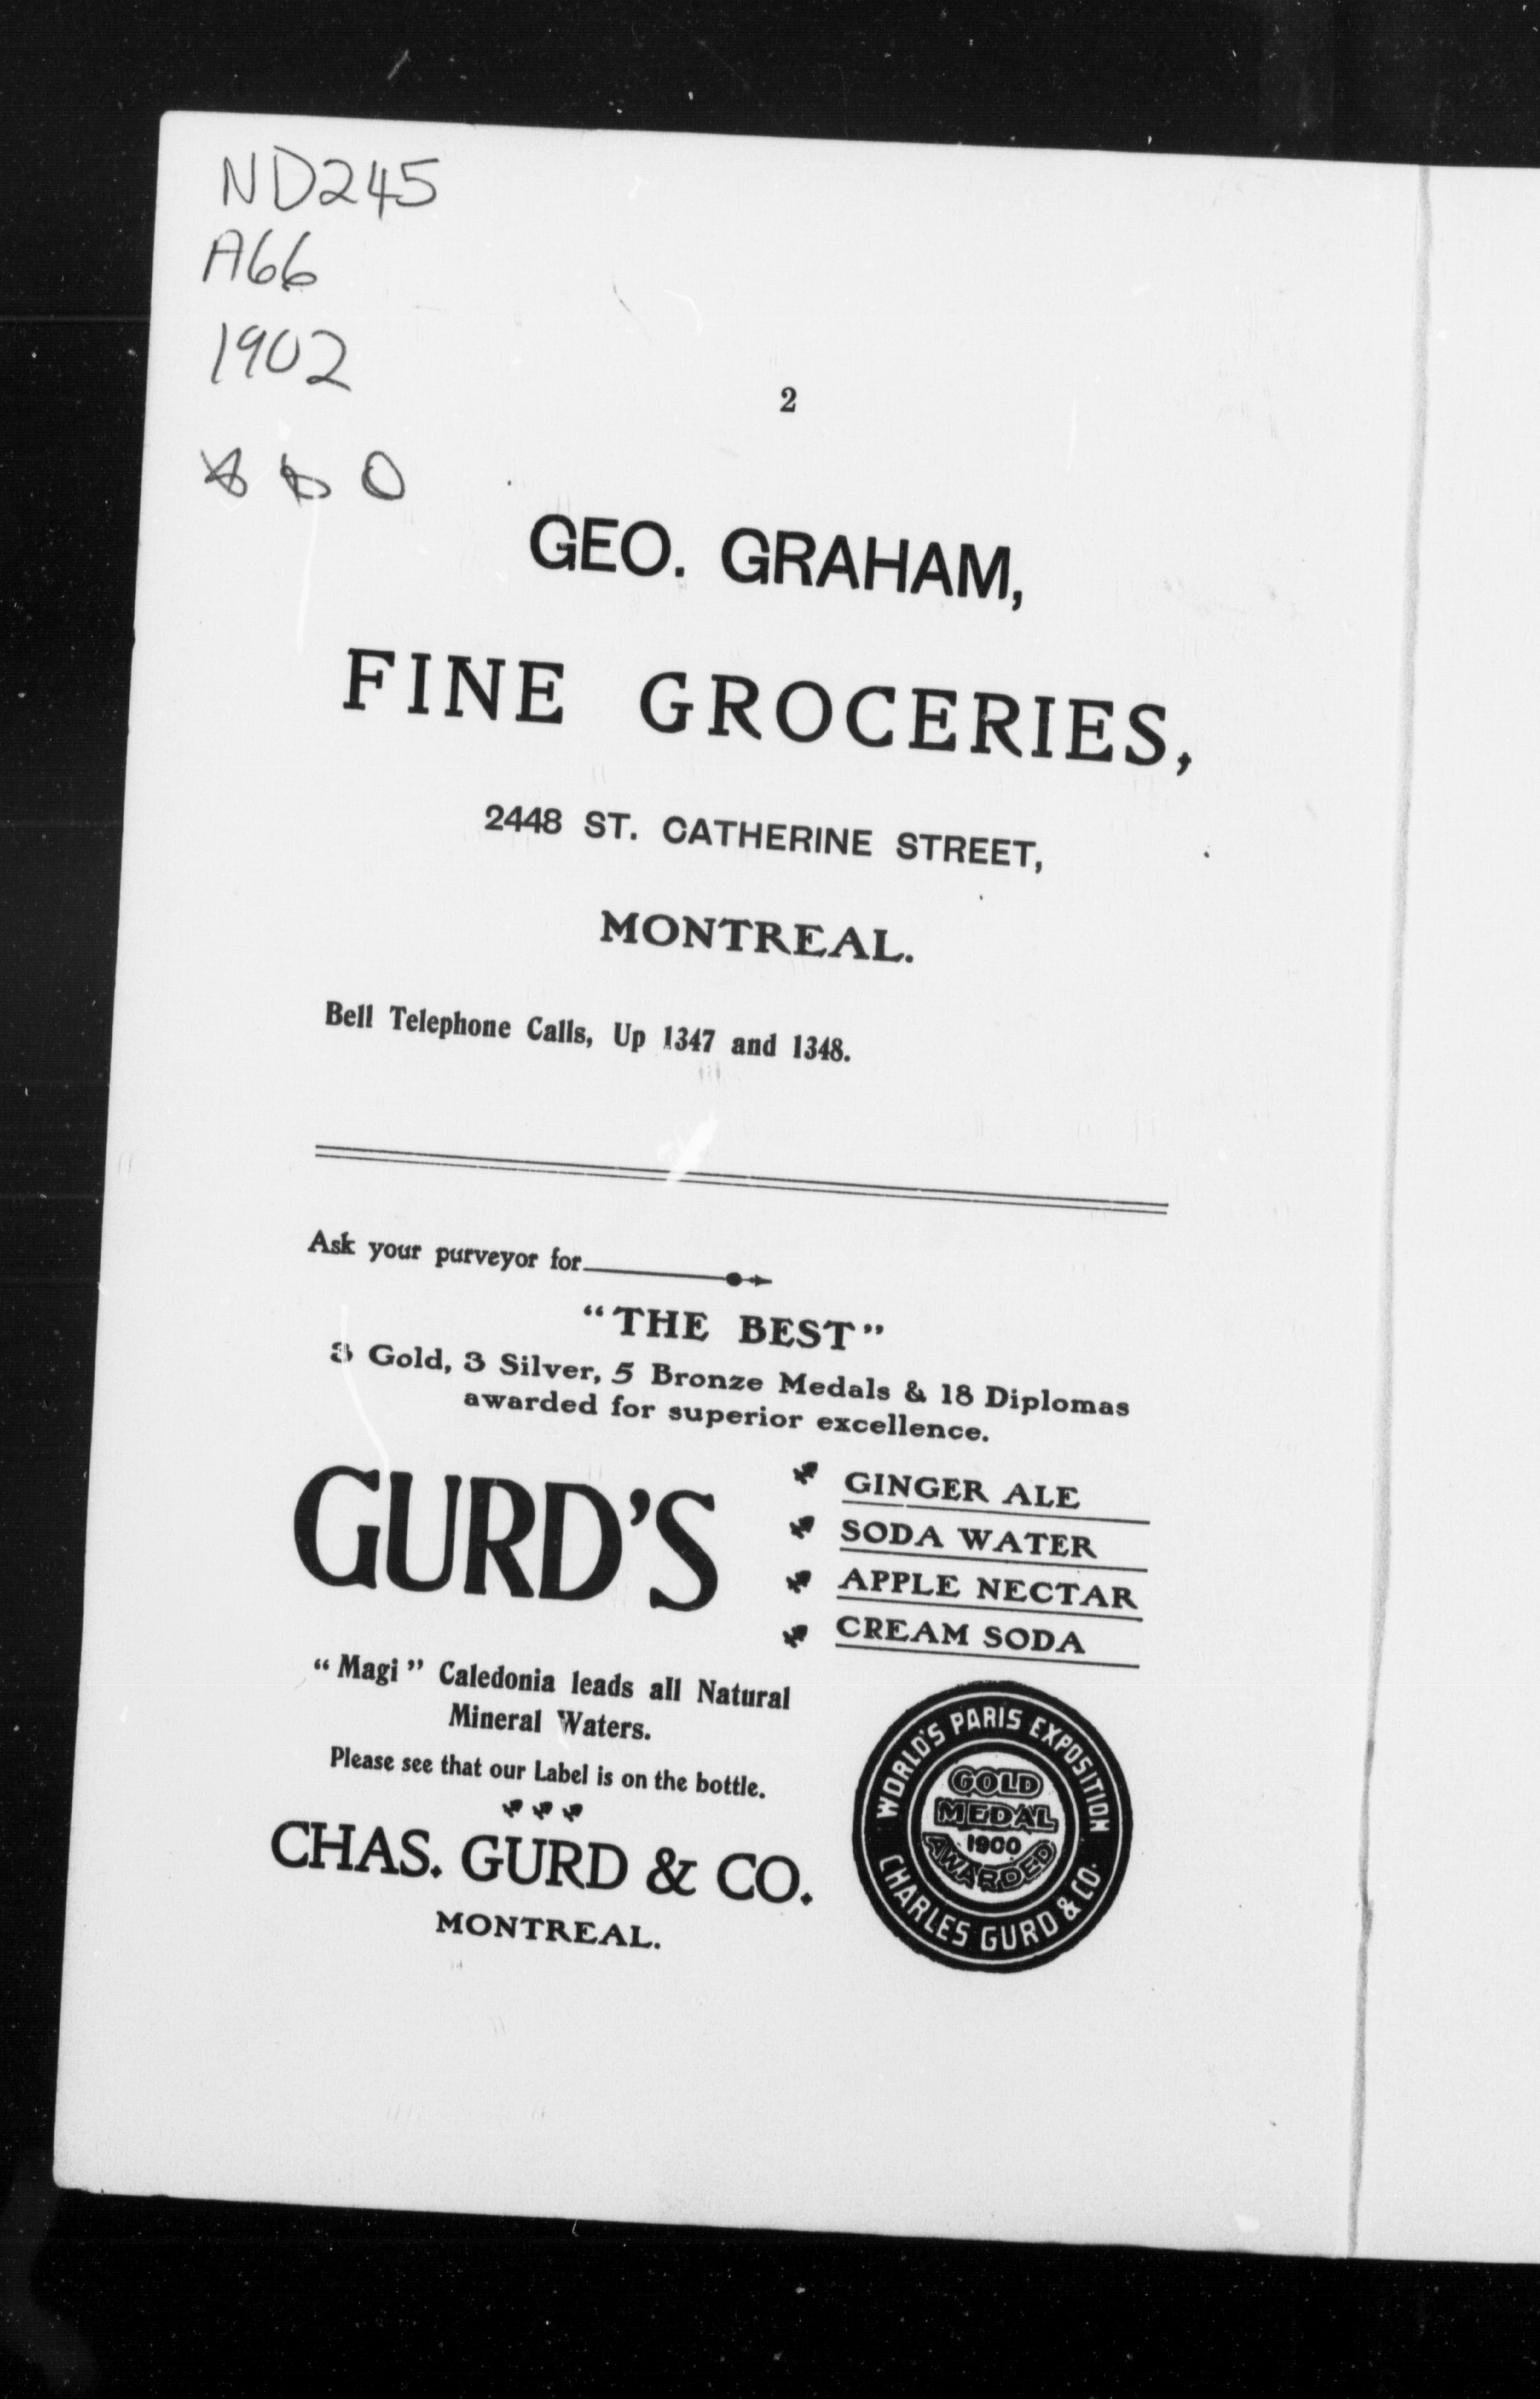 ND245
A66
1902
2
GEO. GRAHAM,
FINE GROCERIES,
2448 ST. CATHERINE STREET,
MONTREAL.
Bell Telephone Calls, Up 1347 and 1348.
Ask your purveyor for
“THE BEST”
3 Gold, 3 Silver, 5 Bronze Medals & 18 Diplomas
awarded for superior excellence.
GURD'S
GINGER ALE
SODA WATER
APPLE NECTAR
CREAM SODA
“Magi” Caledonia leads all Natural
Mineral Waters.
Please see that our Label is on the bottle.
CHAS. GURD & CO.
MONTREAL.
WORLD'S PARIS EXPOSITION
GOLD
MEDAL
1900
AWARDED
CHARLES GURD & CO.